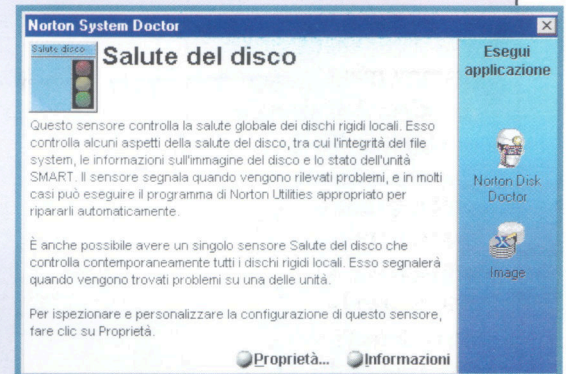 Norton System Doctor
Salute disco
Salute del disco
Questo sensore controlla la salute globale dei dischi rigidi locali. Esso
controlla alcuni aspetti della salute del disco, tra cui l'integrità del file
system, le informazioni sull'immagine del disco e lo stato dell'unità
SMART. Il sensore segnala quando vengono rilevati problemi, e in molti
casi può eseguire il programma di Norton Utilities appropriato per
ripararli automaticamente.
È anche possibile avere un singolo sensore Salute del disco che
controlla contemporaneamente tutti i dischi rigidi locali. Esso segnalerà
quando vengono trovati problemi su una delle unità.
Per ispezionare e personalizzare la configurazione di questo sensore,
fare clic su Proprietà.
Proprietà...
Informazioni
Esegui
applicazione
Norton Disk
Doctor
Image